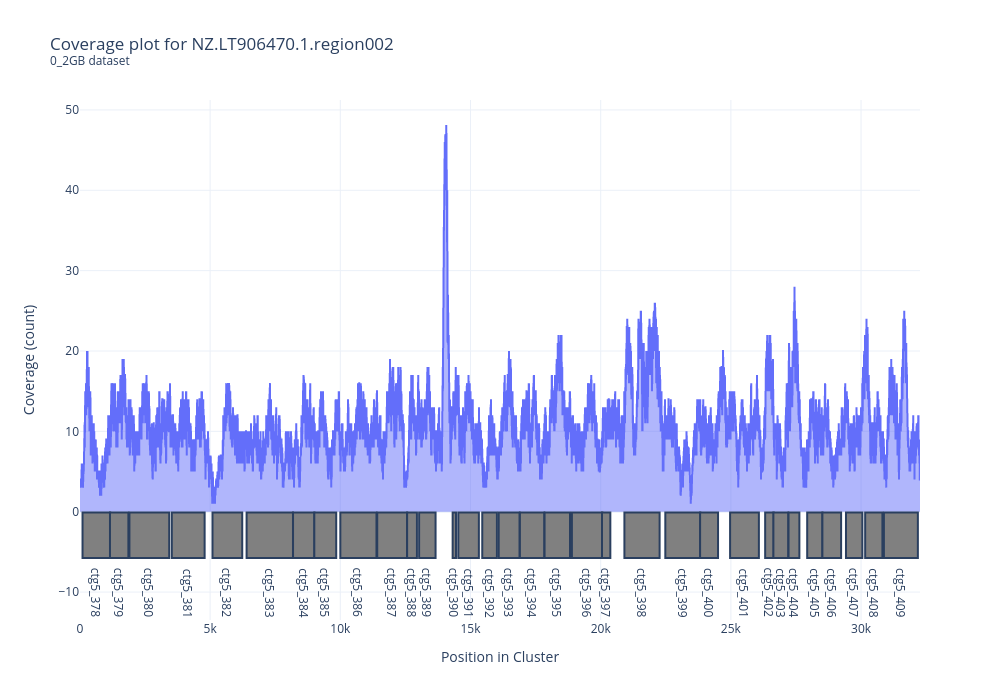 Coverage plot for NZ.LT906470.1.region002
0_2GB dataset
50
40
30
20
10
0
−10
Coverage (count)
ctg5_378
ctg5_379
ctg5_380
ctg5_381
ctg5_382
ctg5_383
ctg5_384
ctg5_385
ctg5_386
ctg5_387
ctg5_388
ctg5_389
ctg5_390
ctg5_391
ctg5_392
ctg5_393
ctg5_394
ctg5_395
ctg5_396
ctg5_397
ctg5_398
ctg5_399
ctg5_400
ctg5_401
ctg5_402
ctg5_403
ctg5_404
ctg5_405
ctg5_406
ctg5_407
ctg5_408
ctg5_409
0 5k 10k 15k 20k 25k 30k
Position in Cluster